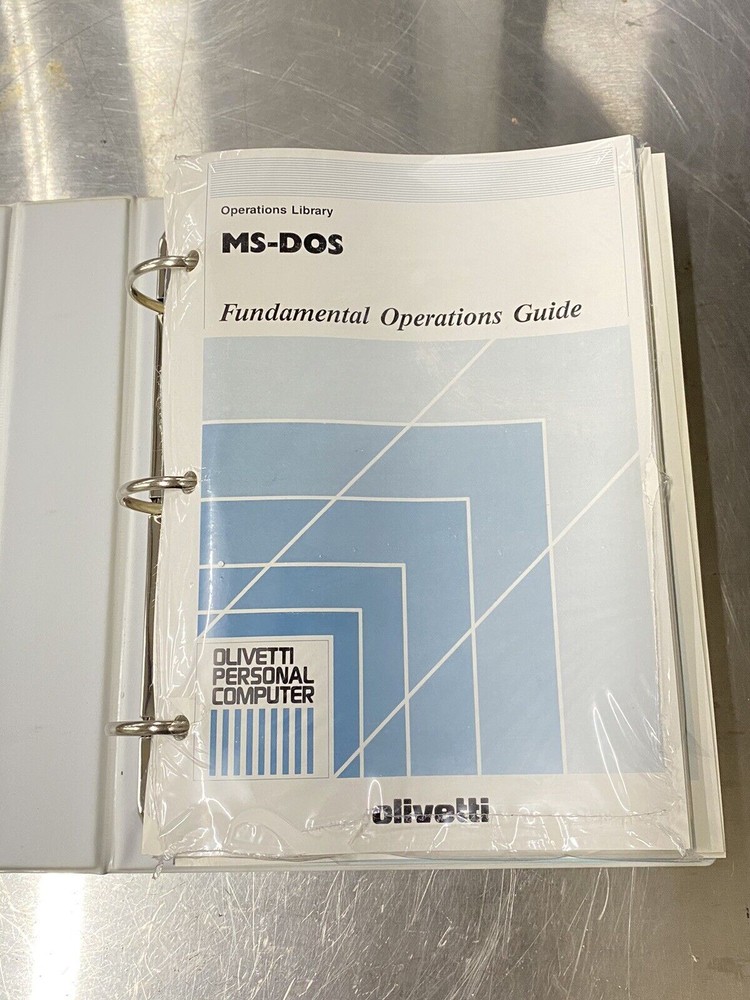 Operations Library
MS-DOS
Fundamental Operations Guide
OLIVETTI
PERSONAL
COMPUTER
olivetti